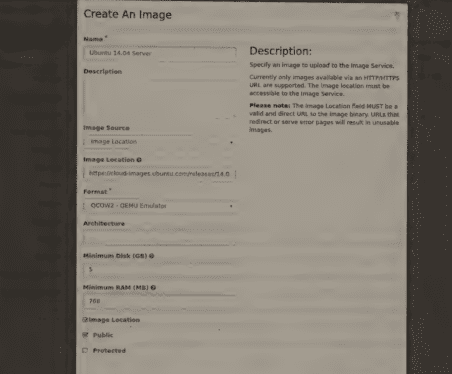 Create An Image
Name *
Ubuntu 14.04 Server
Description
Image Source
Image Location
Image Location
https://cloud-images.ubuntu.com/releases/14.0
Format *
QCOW2 - QEMU Emulator
Architecture
Minimum Disk (GB)
5
Minimum RAM (MB)
768
Image Location
Public
Protected
Description:
Specify an image to upload to the Image Service.
Currently only images available via an HTTP/HTTPS
URL are supported. The image location must be
accessible to the Image Service.
Please note: The Image Location field MUST be a
valid and direct URL to the image binary. URLs that
redirect or serve error pages will result in unusable
images.